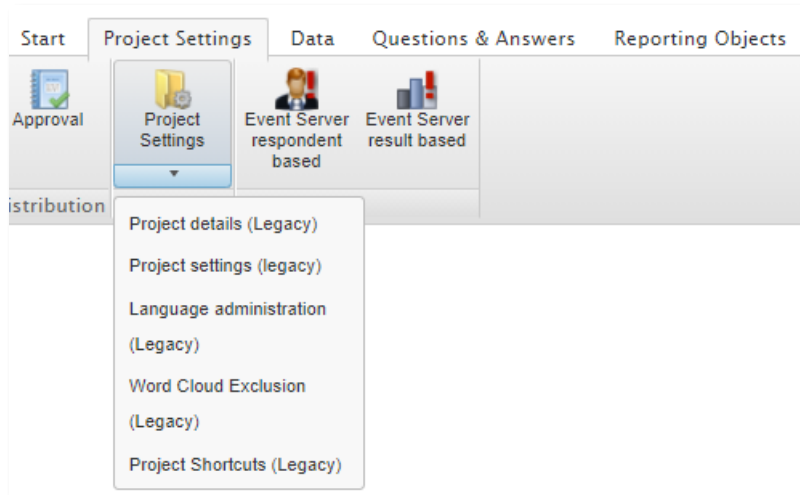 Start Project Settings Data Questions & Answers Reporting Objects
Approval
Project
Settings
Event Server
respondent
based
Event Server
result based
istribution
Project details (Legacy)
Project settings (legacy)
Language administration
(Legacy)
Word Cloud Exclusion
(Legacy)
Project Shortcuts (Legacy)